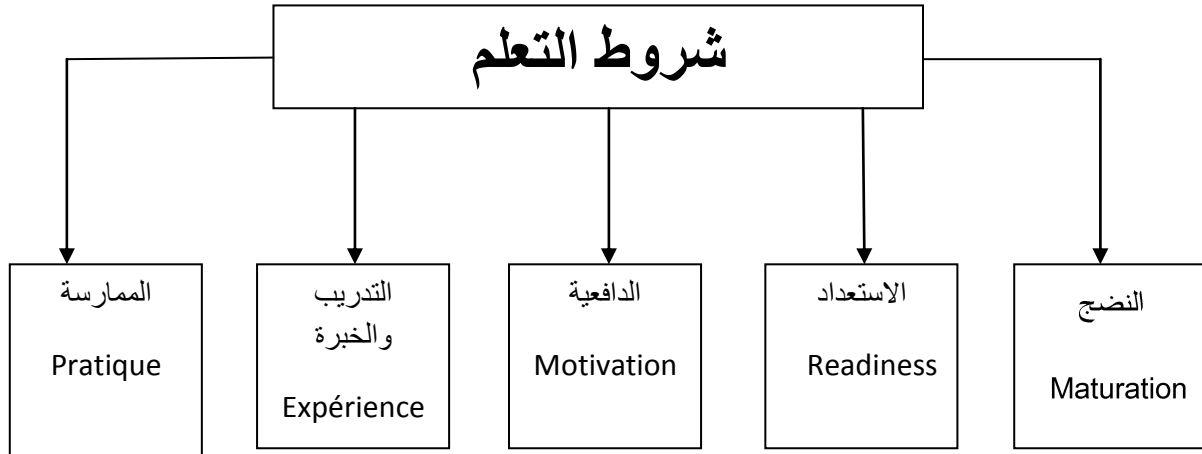 شروط التعلم
النضج
Maturation
الاستعداد
Readiness
الدافعية
Motivation
التدريب
والخبرة
Expérience
الممارسة
Pratique